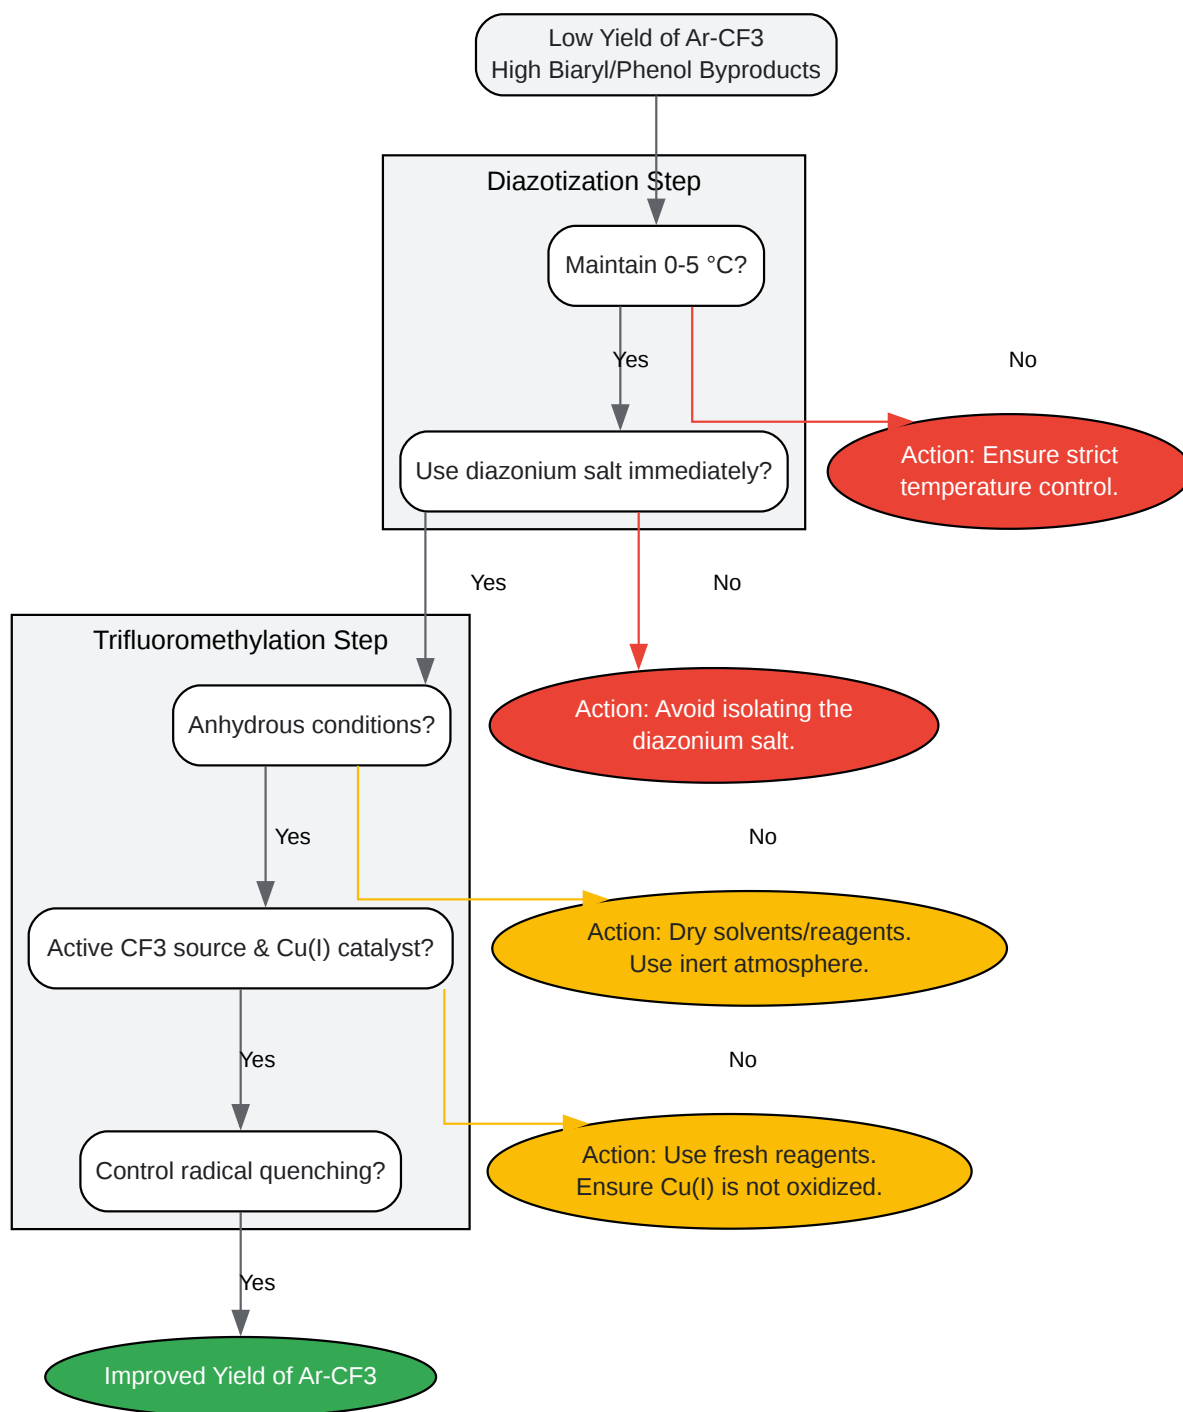 Low Yield of Ar-CF3
High Biaryl/Phenol Byproducts
Diazotization Step
Maintain 0-5 °C?
Yes
No
Use diazonium salt immediately?
Action: Ensure strict
temperature control.
Yes
No
Trifluoromethylation Step
Anhydrous conditions?
Action: Avoid isolating the
diazonium salt.
Yes
No
Active CF3 source & Cu(I) catalyst?
Action: Dry solvents/reagents.
Use inert atmosphere.
Yes
No
Control radical quenching?
Action: Use fresh reagents.
Ensure Cu(I) is not oxidized.
Yes
Improved Yield of Ar-CF3